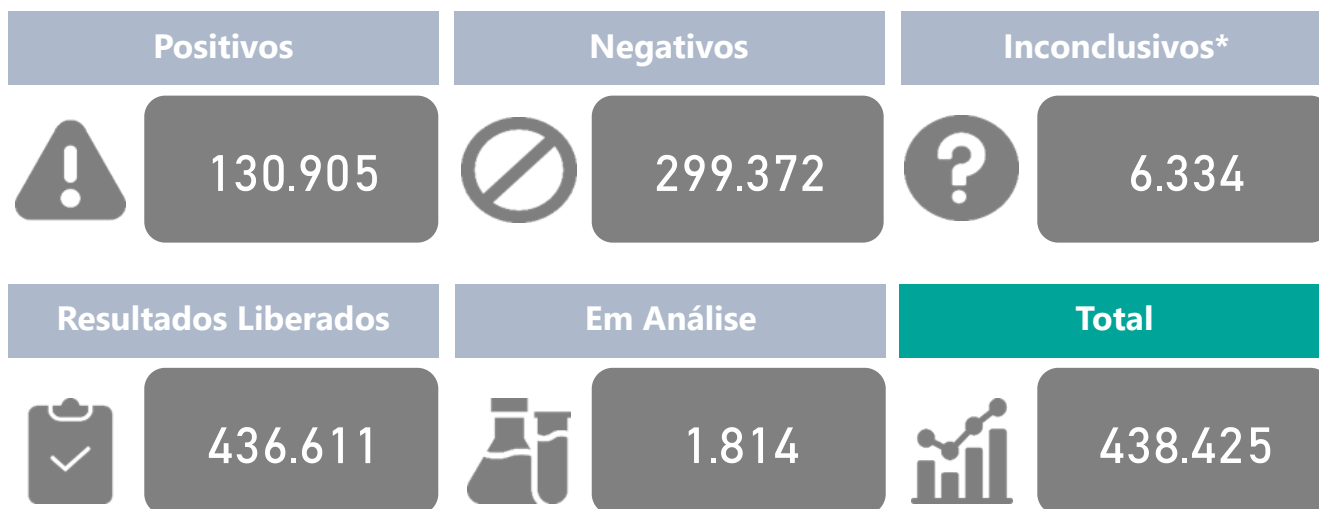 Positivos
Negativos
Inconclusivos*
130.905
299.372
6.334
Resultados Liberados
Em Análise
Total
436.611
1.814
438.425